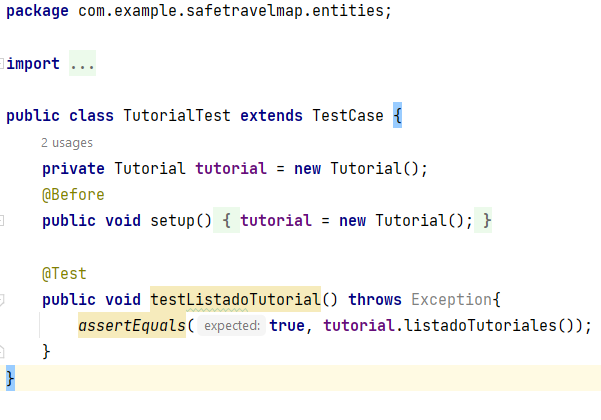 package com.example.safetravelmap.entities;
import ...
public class TutorialTest extends TestCase {
2 usages
private Tutorial tutorial = new Tutorial();
@Before
public void setup() { tutorial = new Tutorial(); }
@Test
public void testListadoTutorial() throws Exception{
assertEquals( expected: true, tutorial.listadoTutoriales());
}
}